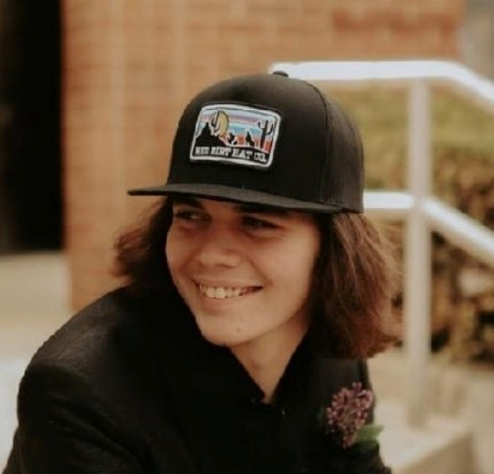 RED DIRT HAT CO.